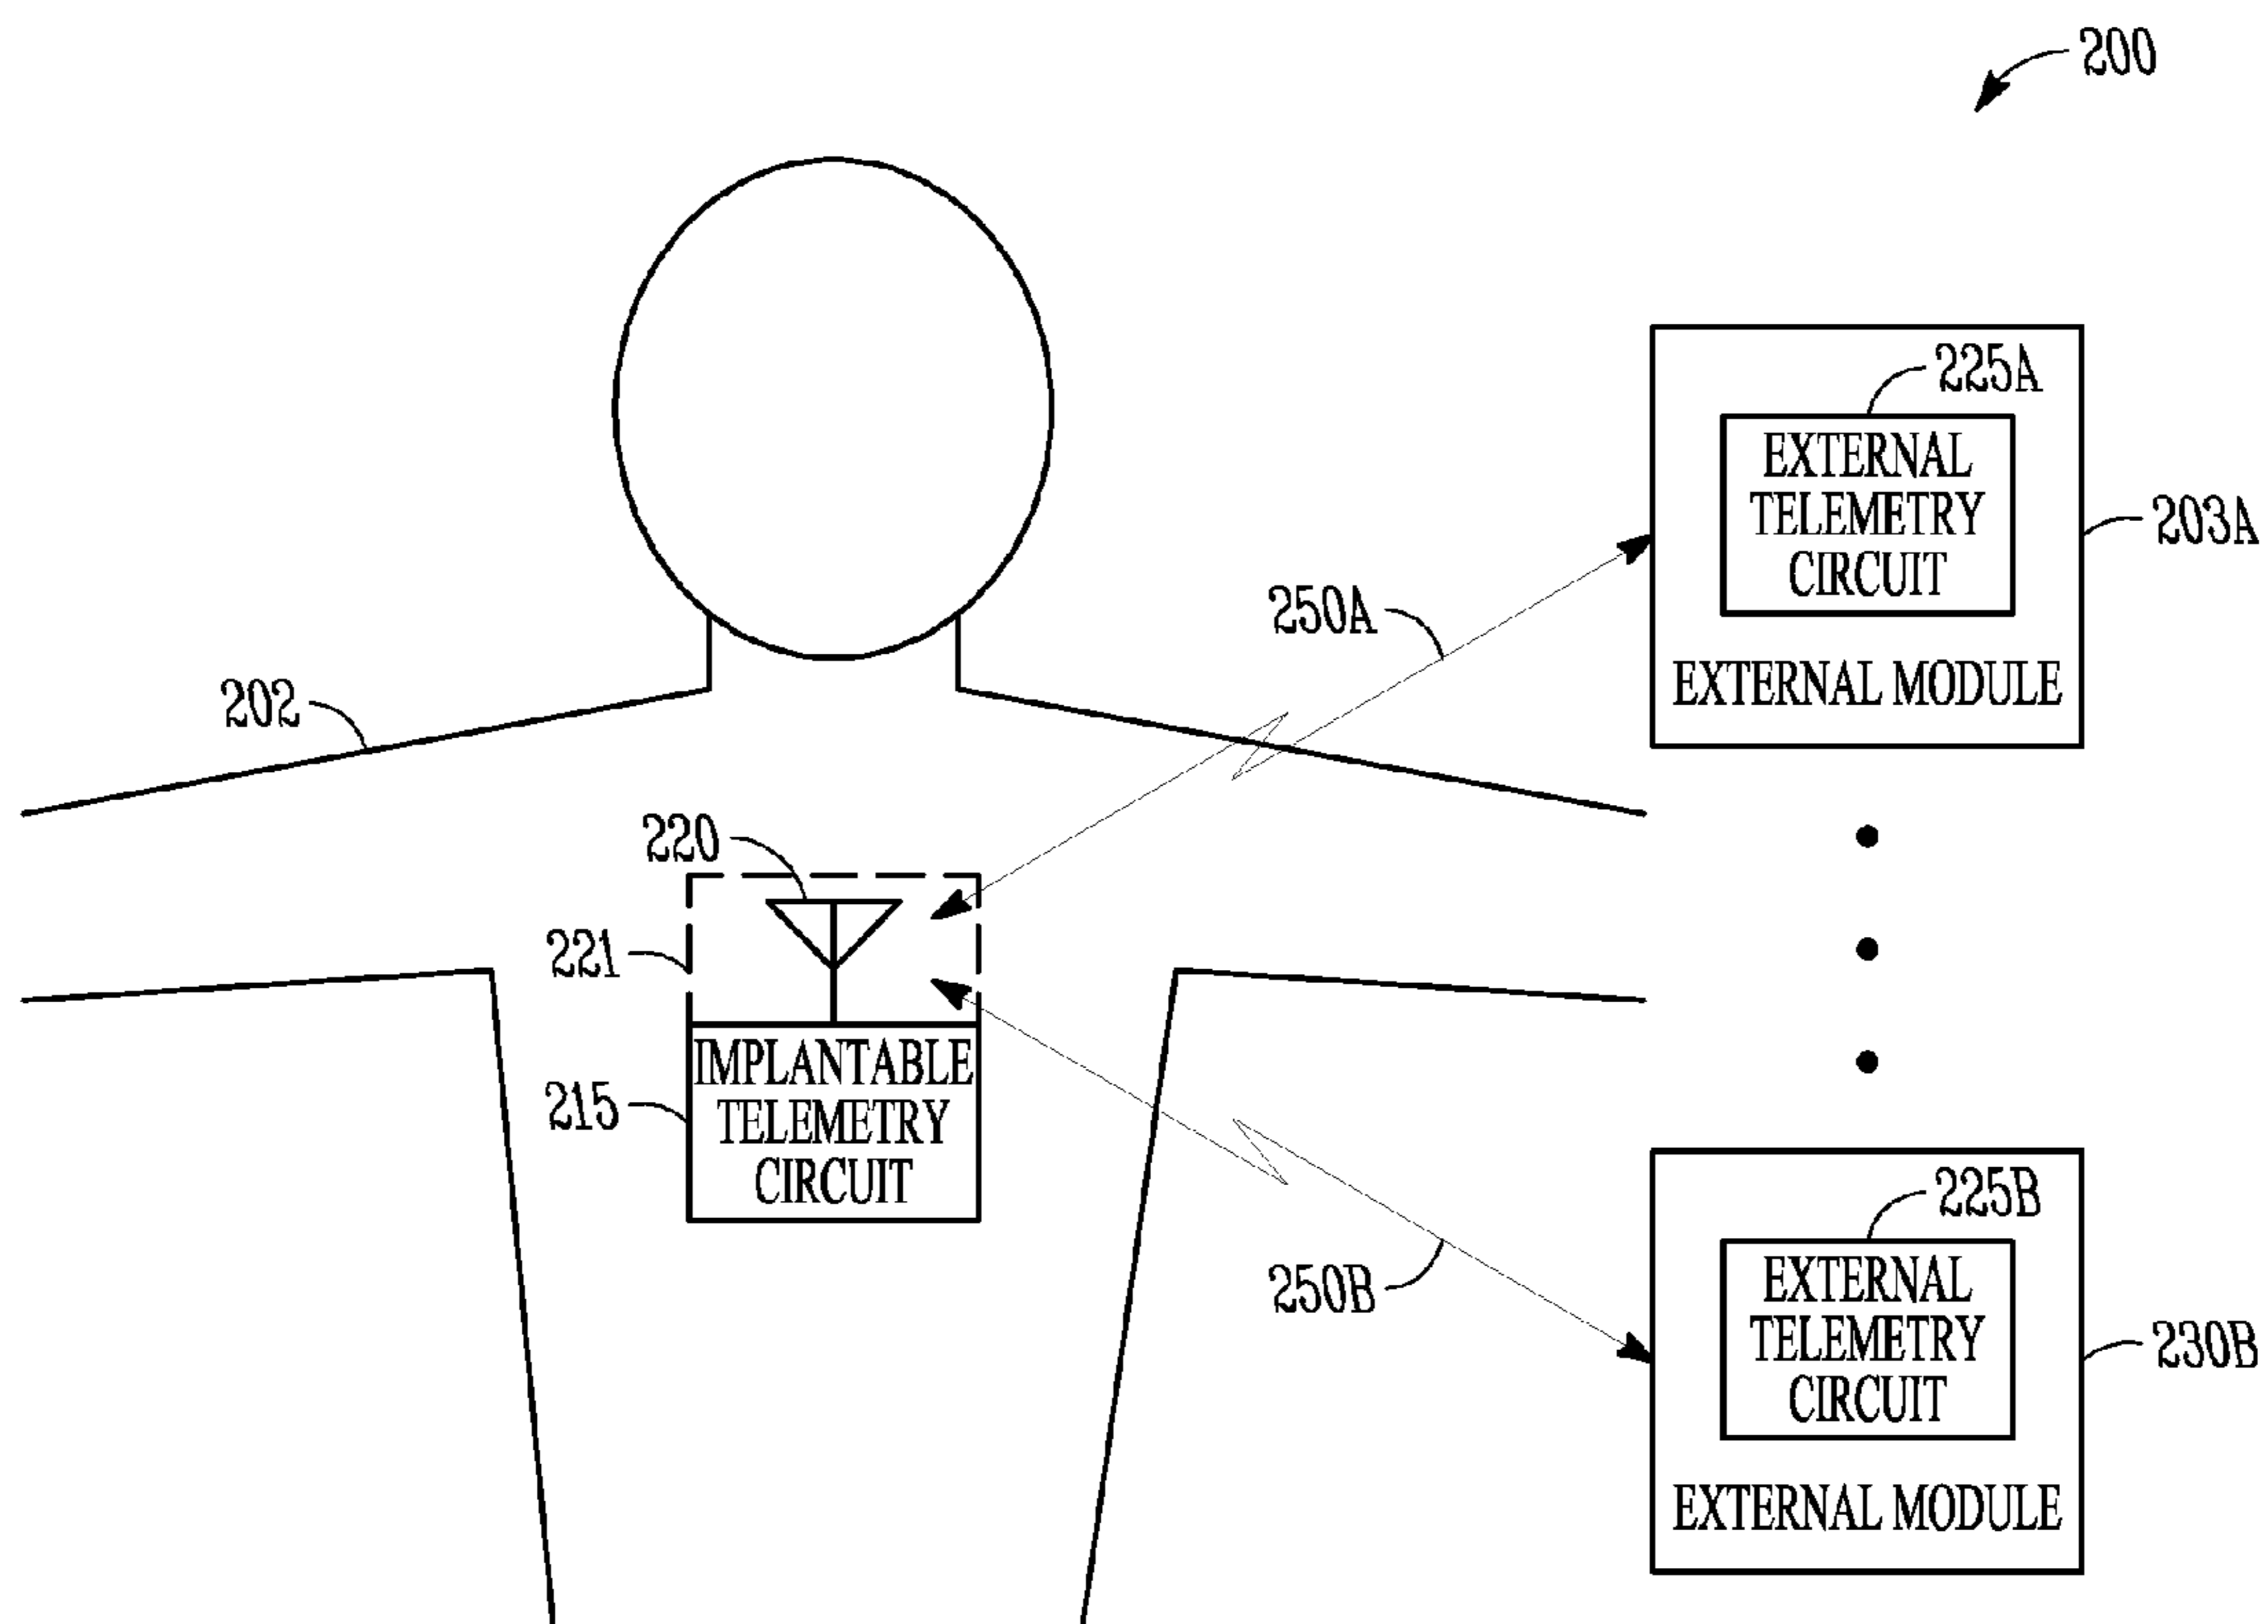 200
225A
EXTERNAL
TELEMETRY
CIRCUIT
203A
EXTERNAL MODULE
250A
202
220
221
IMPLANTABLE
TELEMETRY
CIRCUIT
215
250B
225B
EXTERNAL
TELEMETRY
CIRCUIT
230B
EXTERNAL MODULE